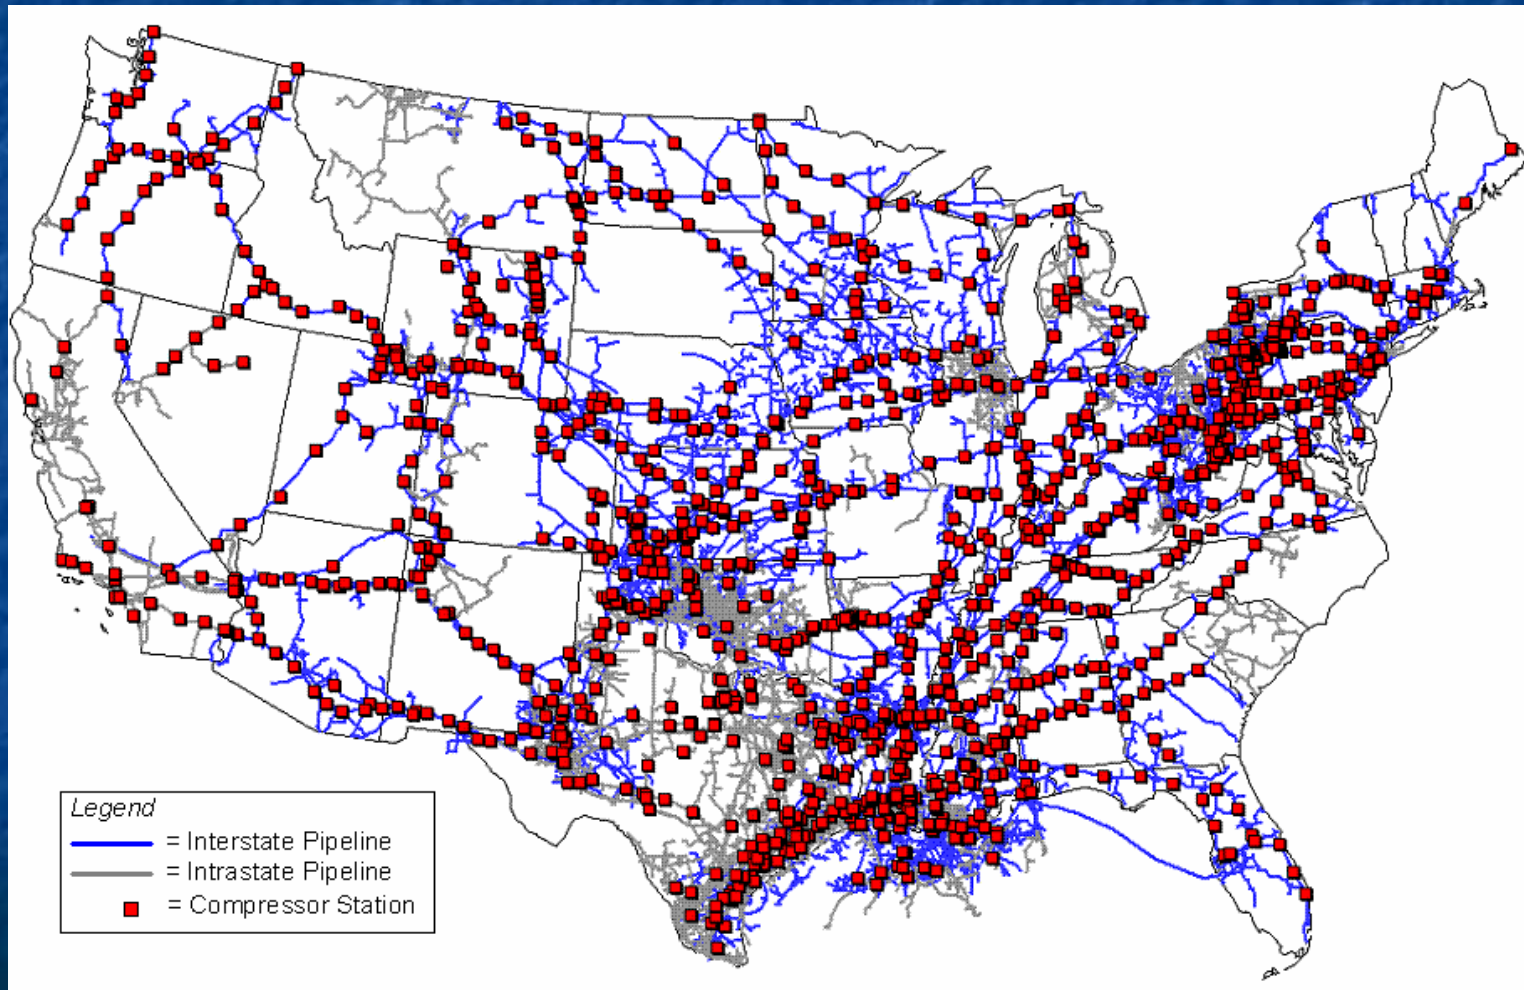 Legend
= Interstate Pipeline
= Intrastate Pipeline
= Compressor Station